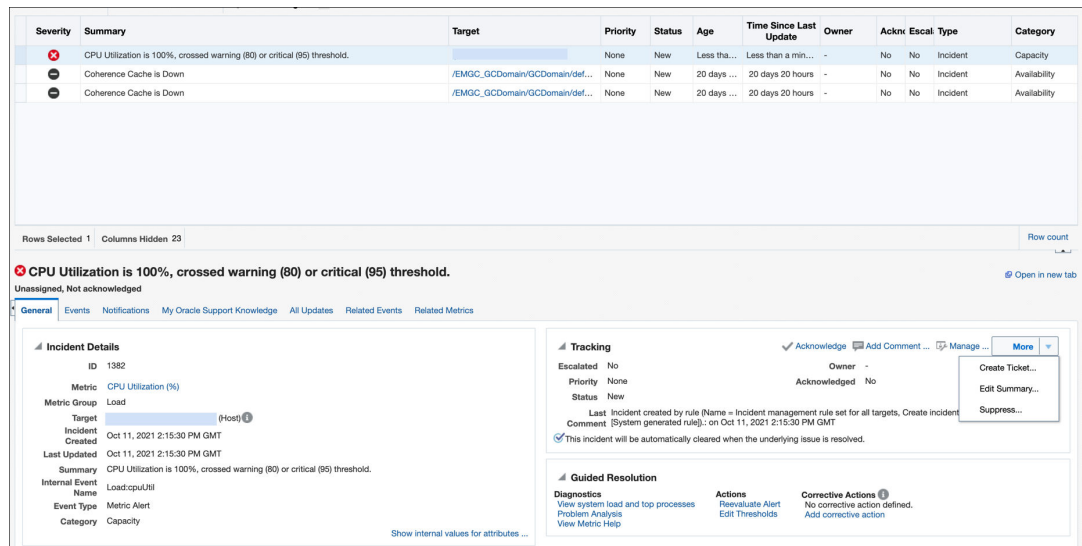 Severity Summary Target Priority Status Age Time Since Last Update Owner Ackno Escal Type Category
CPU Utilization is 100%, crossed warning (80) or critical (95) threshold. None New Less tha... Less than a min... - No No Incident Capacity
Coherence Cache is Down /EMGC_GCDomain/GCDomain/def... None New 20 days ... 20 days 20 hours - No No Incident Availability
Coherence Cache is Down /EMGC_GCDomain/GCDomain/def... None New 20 days ... 20 days 20 hours - No No Incident Availability
Rows Selected 1 Columns Hidden 23 Row count
CPU Utilization is 100%, crossed warning (80) or critical (95) threshold.
Open in new tab
Unassigned, Not acknowledged
General Events Notifications My Oracle Support Knowledge All Updates Related Events Related Metrics
Incident Details
ID 1382
Metric CPU Utilization (%)
Metric Group Load
Target (Host)
Incident Created Oct 11, 2021 2:15:30 PM GMT
Last Updated Oct 11, 2021 2:15:30 PM GMT
Summary CPU Utilization is 100%, crossed warning (80) or critical (95) threshold.
Internal Event Name Load:cpuUtil
Event Type Metric Alert
Category Capacity
Show internal values for attributes ...
Tracking
Acknowledge Add Comment ... Manage ... More
Create Ticket...
Edit Summary...
Suppress...
Escalated No Owner -
Priority None Acknowledged No
Status New
Last Comment Incident created by rule (Name = Incident management rule set for all targets, Create incident
[System generated rule]).: on Oct 11, 2021 2:15:30 PM GMT
This incident will be automatically cleared when the underlying issue is resolved.
Guided Resolution
Diagnostics Actions Corrective Actions
View system load and top processes Reevaluate Alert No corrective action defined.
Problem Analysis Edit Thresholds Add corrective action
View Metric Help